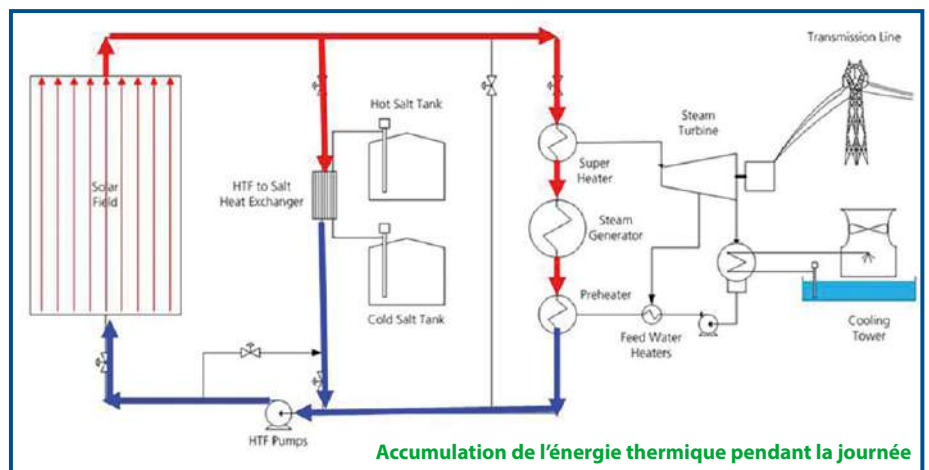 Transmission Line
Hot Salt Tank
Steam
Turbine
Solar
Field
HTF to Salt
Heat Exchanger
Super
Heater
Steam
Generator
Preheater
Cold Salt Tank
Feed Water
Heaters
Cooling
Tower
HTF Pumps
Accumulation de l'énergie thermique pendant la journée